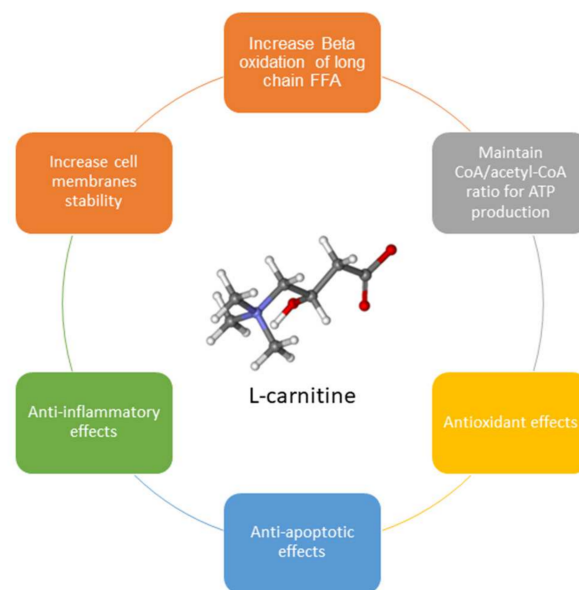 Increase Beta
oxidation of long
chain FFA
Increase cell
membranes
stability
Maintain
CoA/acetyl-CoA
ratio for ATP
production
L-carnitine
Anti-inflammatory
effects
Antioxidant effects
Anti-apoptotic
effects